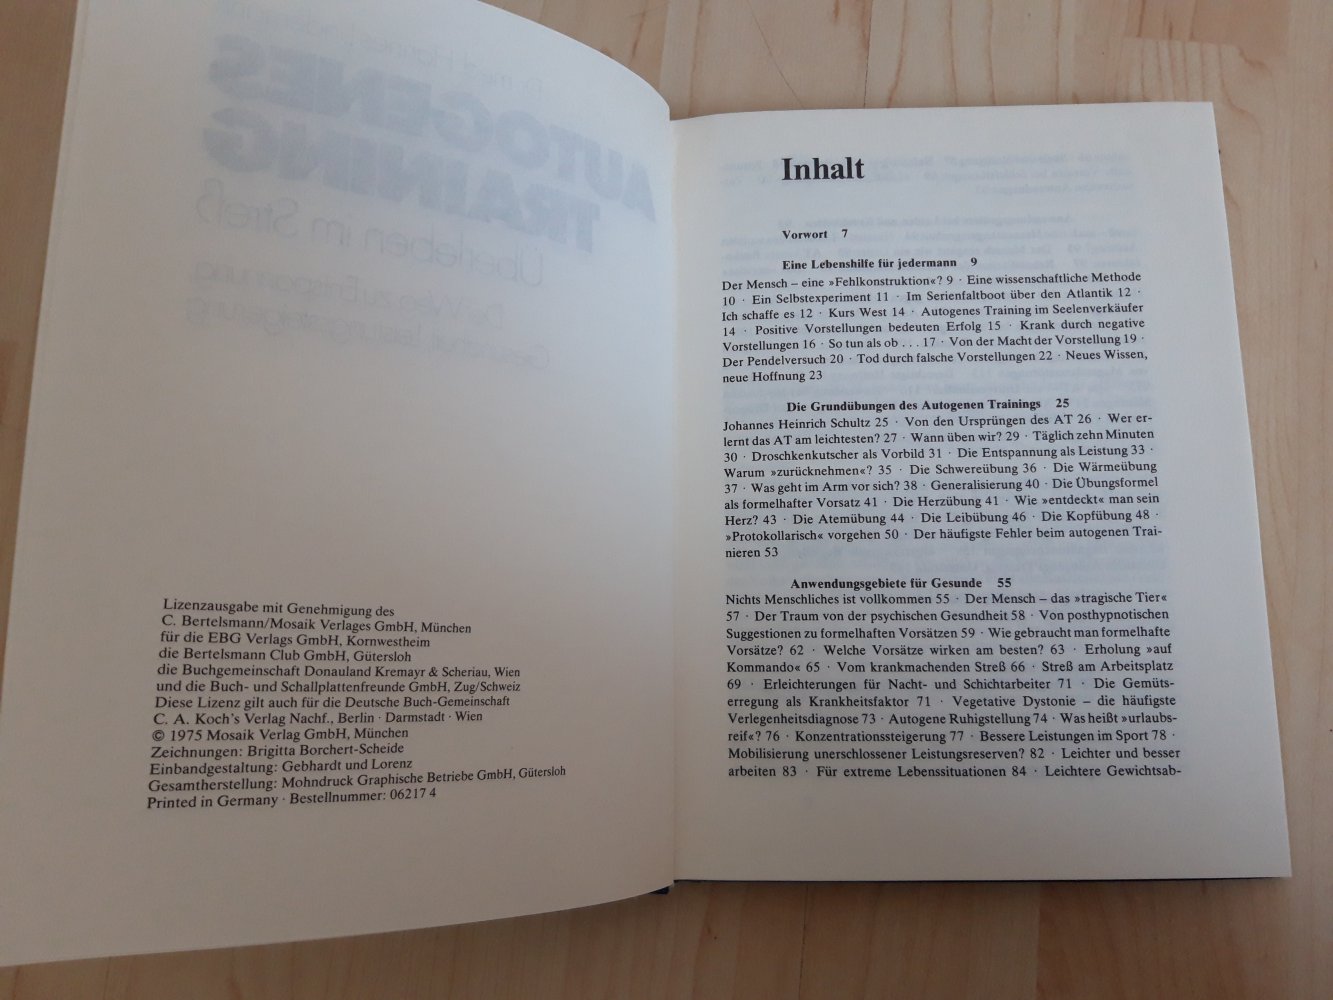 Lizenzausgabe mit Genehmigung des
C. Bertelsmann/Mosaik Verlages GmbH, München
für die EBG Verlags GmbH, Kornwestheim
die Bertelsmann Club GmbH, Gütersloh
die Buchgemeinschaft Donauland Kremayr & Scheriau, Wien
und die Buch- und Schallplattenfreunde GmbH, Zug/Schweiz
Diese Lizenz gilt auch für die Deutsche Buch-Gemeinschaft
C. A. Koch's Verlag Nachf., Berlin · Darmstadt · Wien
© 1975 Mosaik Verlag GmbH, München
Zeichnungen: Brigitta Borchert-Scheide
Einbandgestaltung: Gebhardt und Lorenz
Gesamtherstellung: Mohndruck Graphische Betriebe GmbH, Gütersloh
Printed in Germany · Bestellnummer: 06217 4
Inhalt
Vorwort 7
Eine Lebenshilfe für jedermann 9
Der Mensch – eine »Fehlkonstruktion«? 9 · Eine wissenschaftliche Methode
10 · Ein Selbstexperiment 11 · Im Serienfaltboot über den Atlantik 12 ·
Ich schaffe es 12 · Kurs West 14 · Autogenes Training im Seelenverkäufer
14 · Positive Vorstellungen bedeuten Erfolg 15 · Krank durch negative
Vorstellungen 16 · So tun als ob . . . 17 · Von der Macht der Vorstellung 19 ·
Der Pendelversuch 20 · Tod durch falsche Vorstellungen 22 · Neues Wissen,
neue Hoffnung 23
Die Grundübungen des Autogenen Trainings 25
Johannes Heinrich Schultz 25 · Von den Ursprüngen des AT 26 · Wer er-
lernt das AT am leichtesten? 27 · Wann üben wir? 29 · Täglich zehn Minuten
30 · Droschkenkutscher als Vorbild 31 · Die Entspannung als Leistung 33 ·
Warum »zurücknehmen«? 35 · Die Schwereübung 36 · Die Wärmeübung
37 · Was geht im Arm vor sich? 38 · Generalisierung 40 · Die Übungsformel
als formelhafter Vorsatz 41 · Die Herzübung 41 · Wie »entdeckt« man sein
Herz? 43 · Die Atemübung 44 · Die Leibübung 46 · Die Kopfübung 48 ·
»Protokollarisch« vorgehen 50 · Der häufigste Fehler beim autogenen Trai-
nieren 53
Anwendungsgebiete für Gesunde 55
Nichts Menschliches ist vollkommen 55 · Der Mensch – das »tragische Tier«
57 · Der Traum von der psychischen Gesundheit 58 · Von posthypnotischen
Suggestionen zu formelhaften Vorsätzen 59 · Wie gebraucht man formelhafte
Vorsätze? 62 · Welche Vorsätze wirken am besten? 63 · Erholung »auf
Kommando« 65 · Vom krankmachenden Streß 66 · Streß am Arbeitsplatz
69 · Erleichterungen für Nacht- und Schichtarbeiter 71 · Die Gemüts-
erregung als Krankheitsfaktor 71 · Vegetative Dystonie – die häufigste
Verlegenheitsdiagnose 73 · Autogene Ruhigstellung 74 · Was heißt »urlaubs-
reif«? 76 · Konzentrationssteigerung 77 · Bessere Leistungen im Sport 78 ·
Mobilisierung unerschlossener Leistungsreserven? 82 · Leichter und besser
arbeiten 83 · Für extreme Lebenssituationen 84 · Leichtere Gewichtsab-